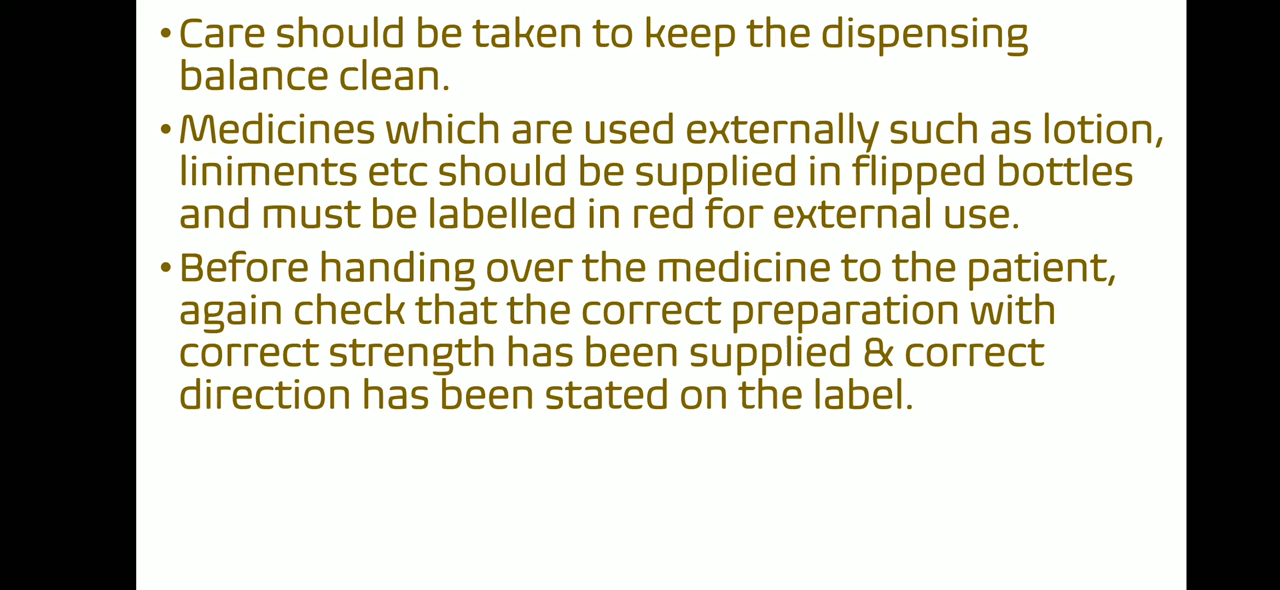 •Care should be taken to keep the dispensing
balance clean.
•Medicines which are used externally such as lotion,
liniments etc should be supplied in flipped bottles
and must be labelled in red for external use.
•Before handing over the medicine to the patient,
again check that the correct preparation with
correct strength has been supplied & correct
direction has been stated on the label.